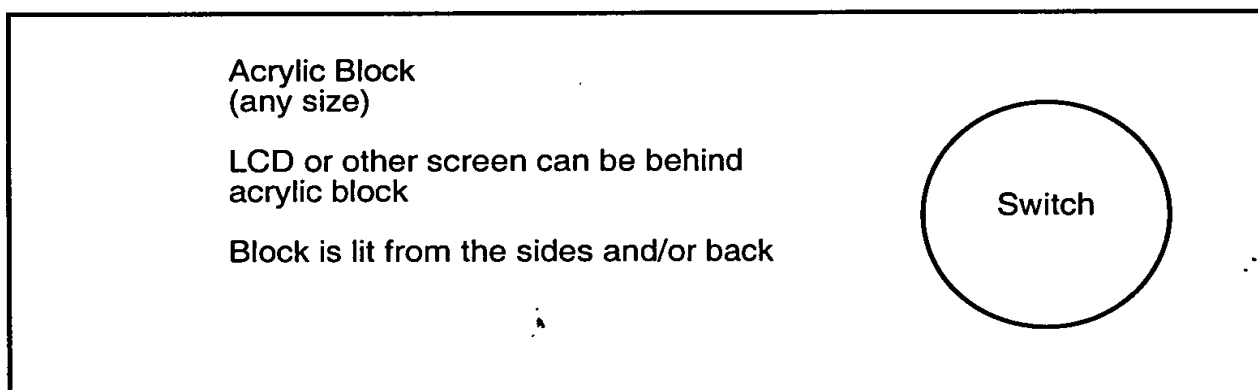 Acrylic Block
(any size)
LCD or other screen can be behind
acrylic block
Block is lit from the sides and/or back
Switch